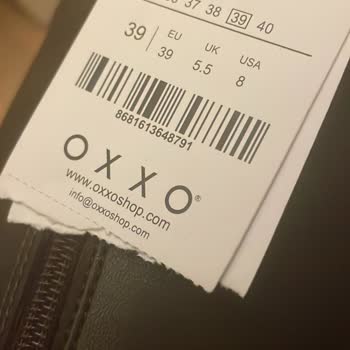 37 38 39 40
39 EU UK USA
39 5.5 8
8681613648791
OXXO®
www.oxxoshop.com
info@oxxoshop.com